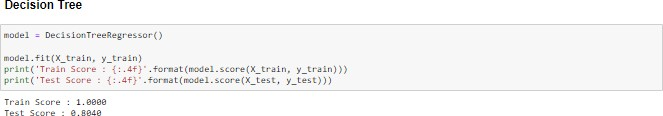 Decision Tree
model = DecisionTreeRegressor()
model.fit(X_train, y_train)
print('Train Score : {:.4f}'.format(model.score(X_train, y_train)))
print('Test Score : {:.4f}'.format(model.score(X_test, y_test)))
Train Score : 1.0000
Test Score : 0.8040